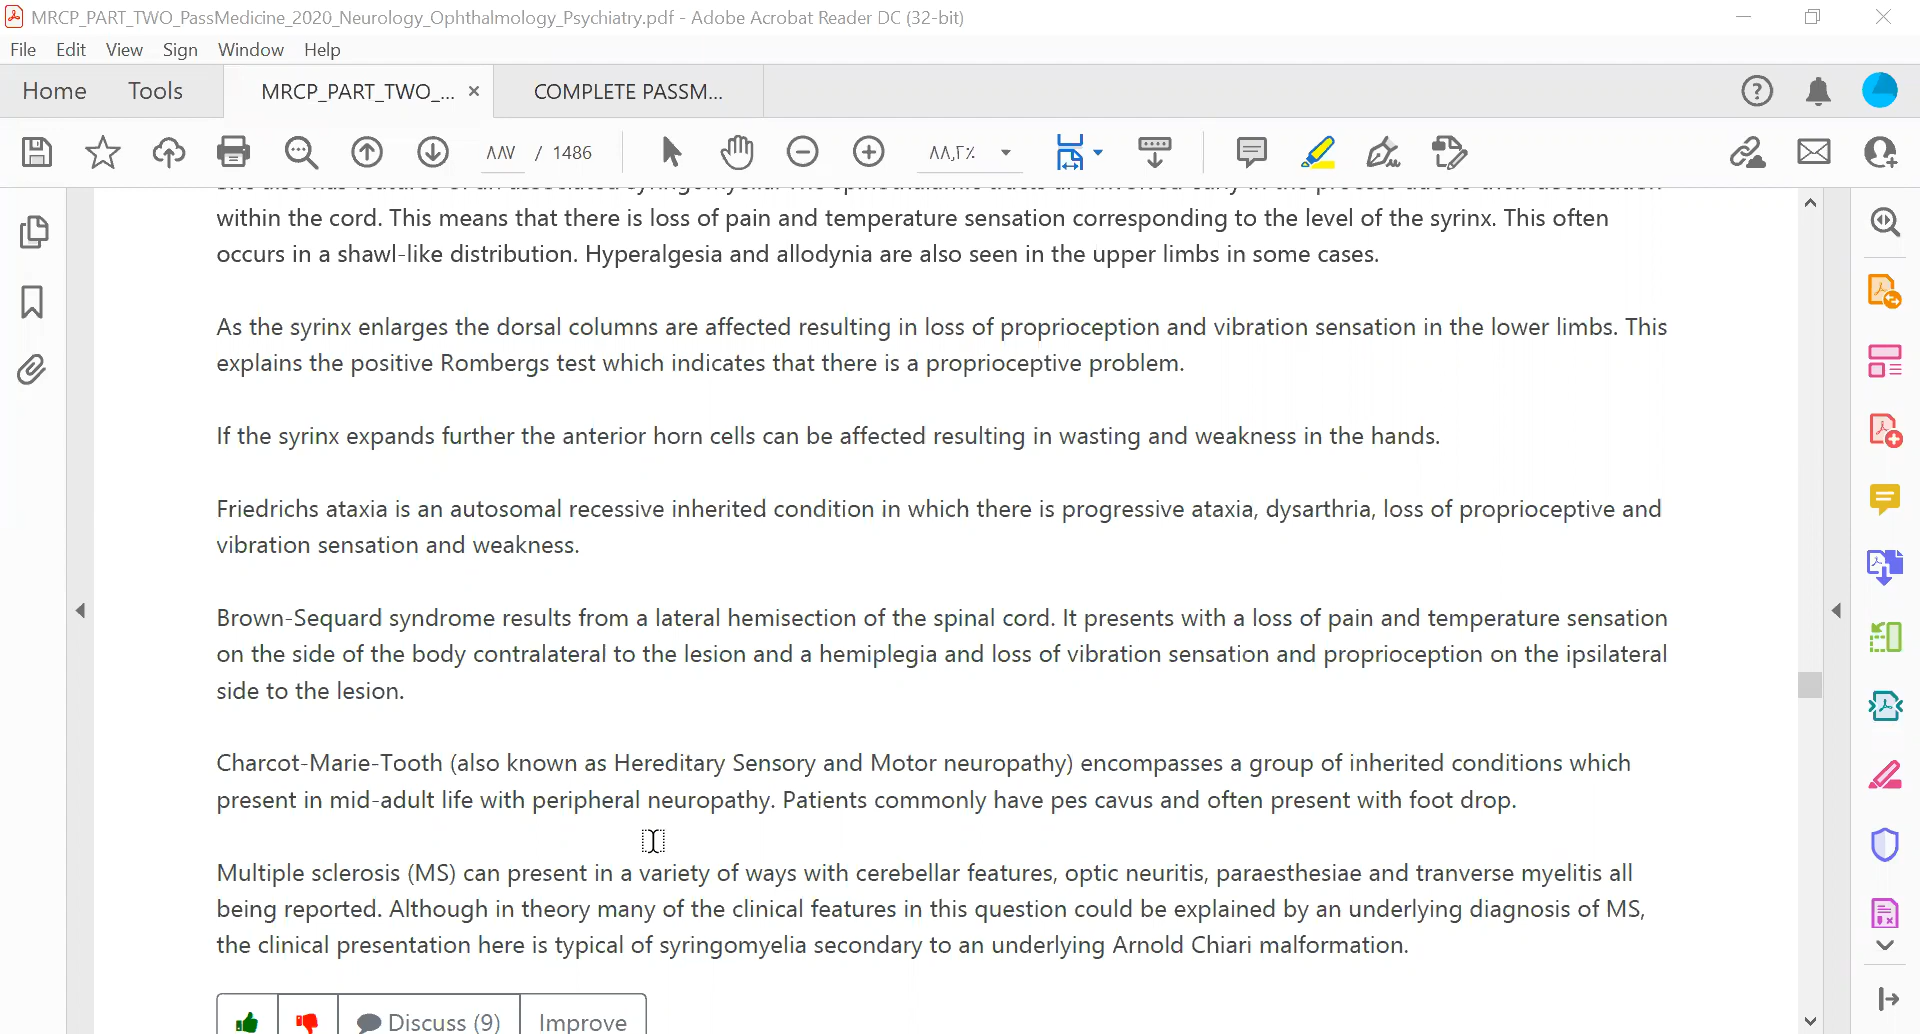 MRCP_PART_TWO_PassMedicine_2020_Neurology_Ophthalmology_Psychiatry.pdf - Adobe Acrobat Reader DC (32-bit)
File Edit View Sign Window Help
Home Tools MRCP_PART_TWO_... × COMPLETE PASSM...
٨٨٧ / 1486 ٨٨,٢٪
within the cord. This means that there is loss of pain and temperature sensation corresponding to the level of the syrinx. This often
occurs in a shawl-like distribution. Hyperalgesia and allodynia are also seen in the upper limbs in some cases.
As the syrinx enlarges the dorsal columns are affected resulting in loss of proprioception and vibration sensation in the lower limbs. This
explains the positive Rombergs test which indicates that there is a proprioceptive problem.
If the syrinx expands further the anterior horn cells can be affected resulting in wasting and weakness in the hands.
Friedrichs ataxia is an autosomal recessive inherited condition in which there is progressive ataxia, dysarthria, loss of proprioceptive and
vibration sensation and weakness.
Brown-Sequard syndrome results from a lateral hemisection of the spinal cord. It presents with a loss of pain and temperature sensation
on the side of the body contralateral to the lesion and a hemiplegia and loss of vibration sensation and proprioception on the ipsilateral
side to the lesion.
Charcot-Marie-Tooth (also known as Hereditary Sensory and Motor neuropathy) encompasses a group of inherited conditions which
present in mid-adult life with peripheral neuropathy. Patients commonly have pes cavus and often present with foot drop.
Multiple sclerosis (MS) can present in a variety of ways with cerebellar features, optic neuritis, paraesthesiae and tranverse myelitis all
being reported. Although in theory many of the clinical features in this question could be explained by an underlying diagnosis of MS,
the clinical presentation here is typical of syringomyelia secondary to an underlying Arnold Chiari malformation.
Discuss (9) Improve